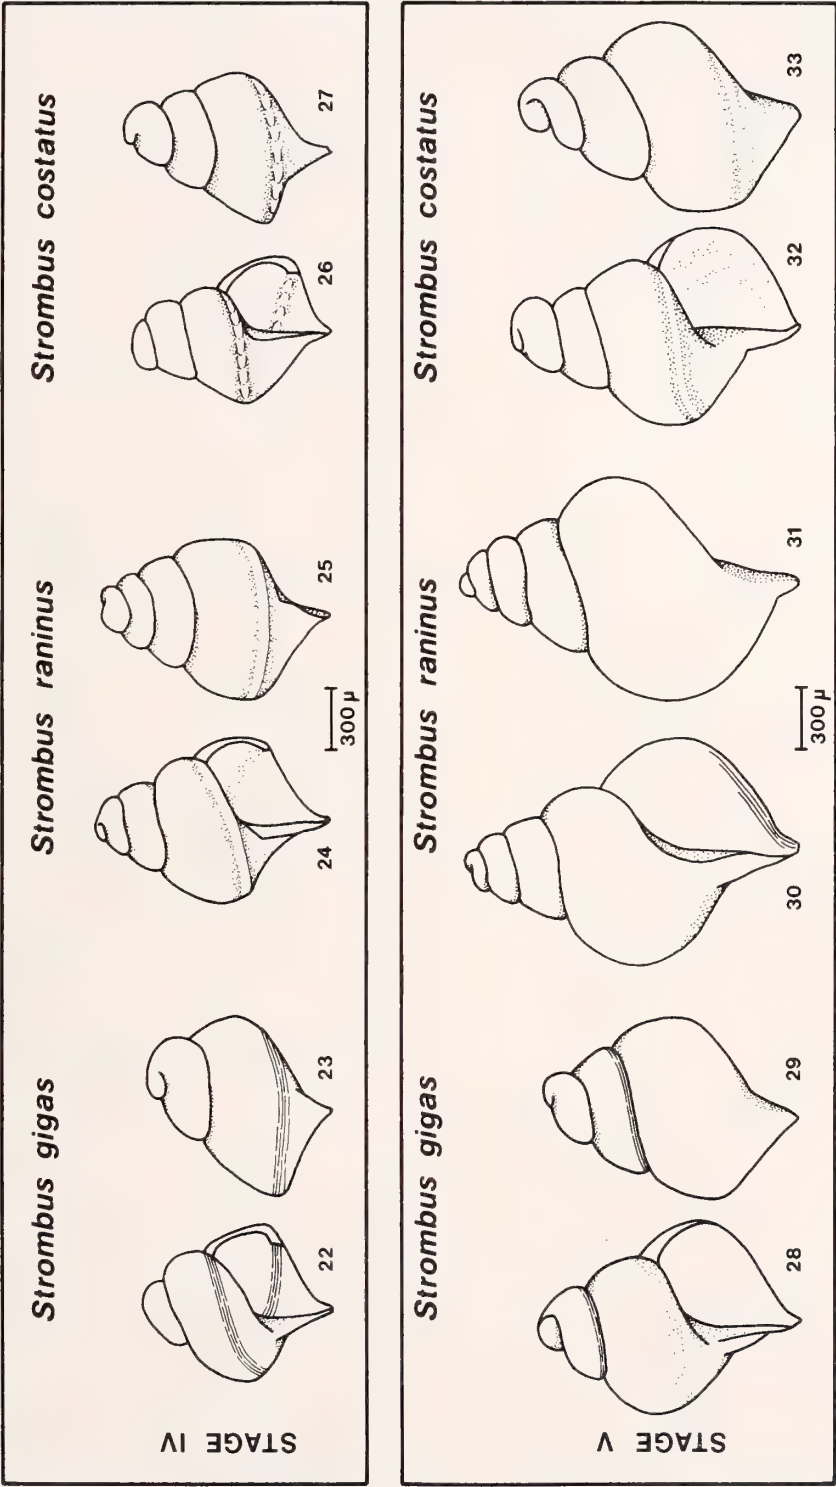 STAGE IV
Strombus gigas
Strombus raninus
Strombus costatus
22
23
24
25
26
27
300 µ
STAGE V
Strombus gigas
Strombus raninus
Strombus costatus
28
29
30
31
32
33
300 µ